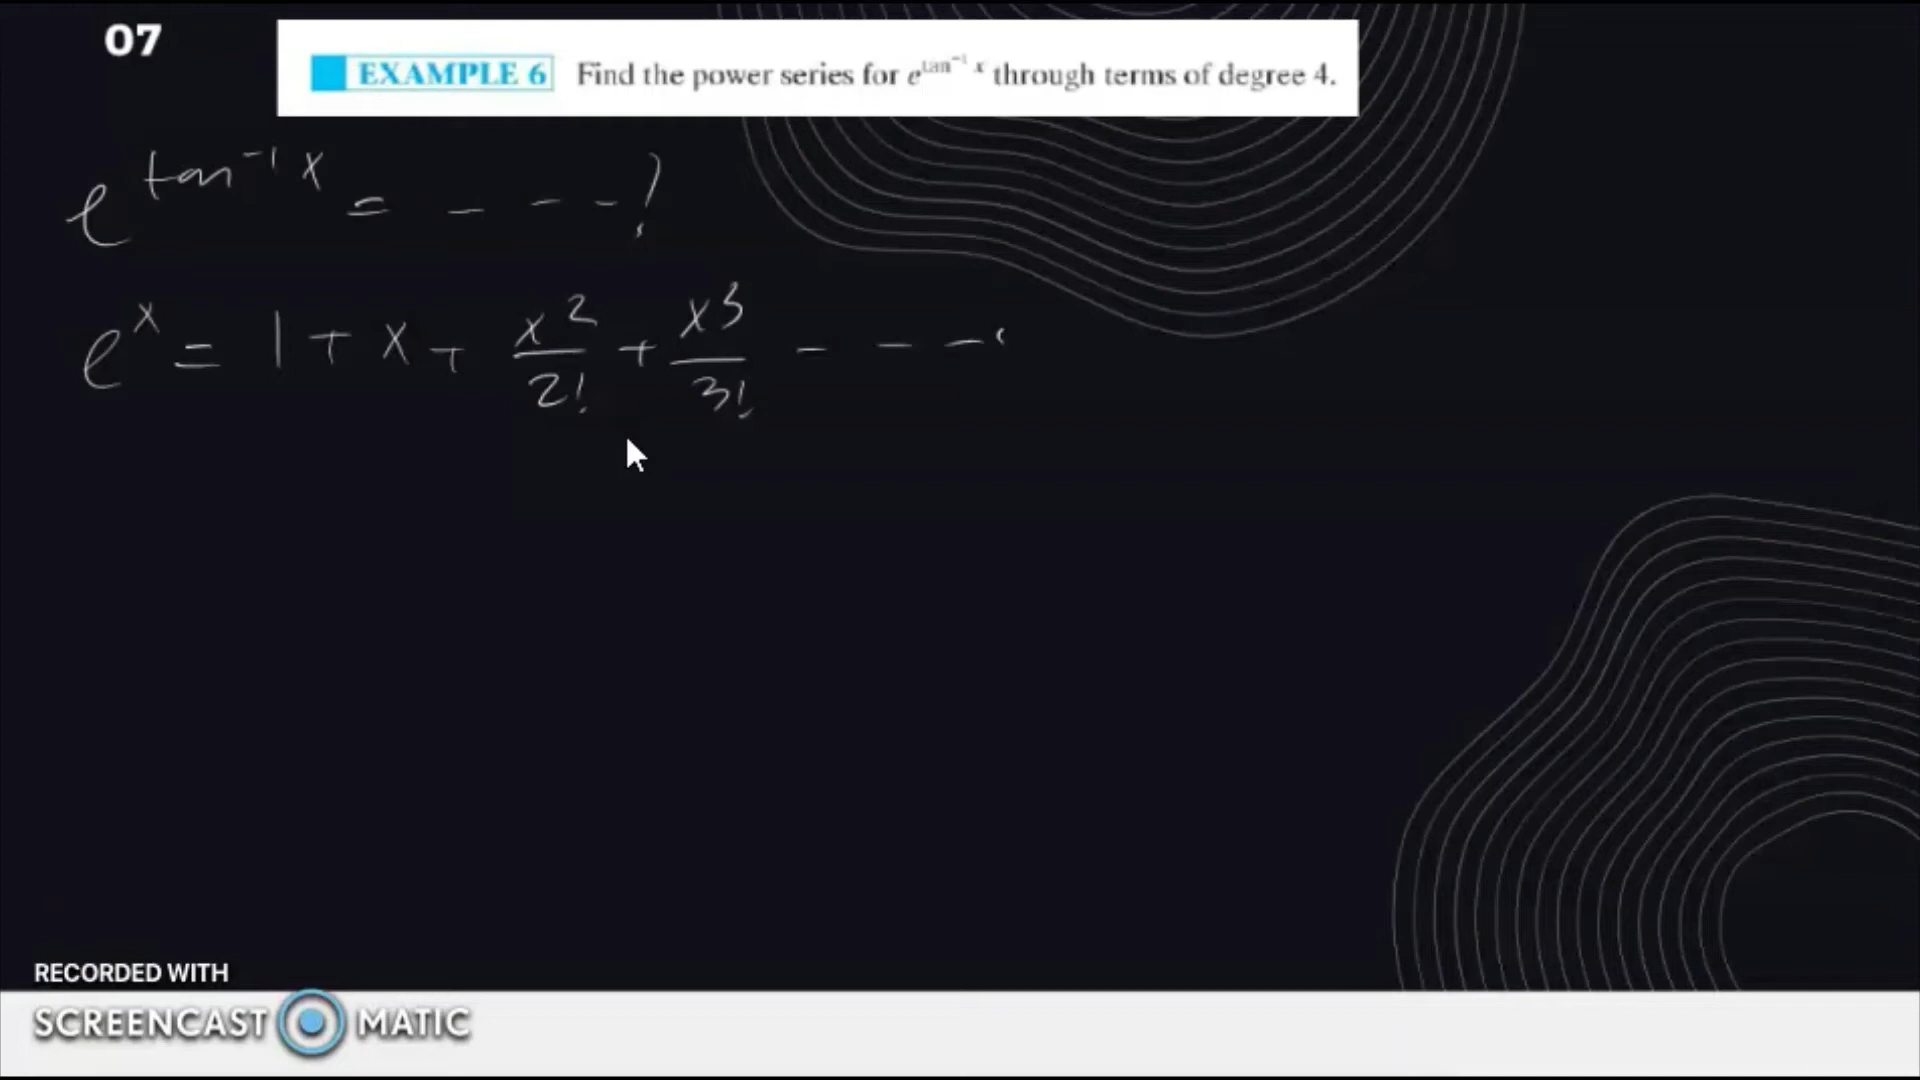 07
EXAMPLE 6 Find the power series for e^{tan⁻¹ x} through terms of degree 4.
e^{tan⁻¹ x} = - - - - !
e^x = 1 + x + x²/2! + x³/3! - - - -
RECORDED WITH
SCREENCAST MATIC